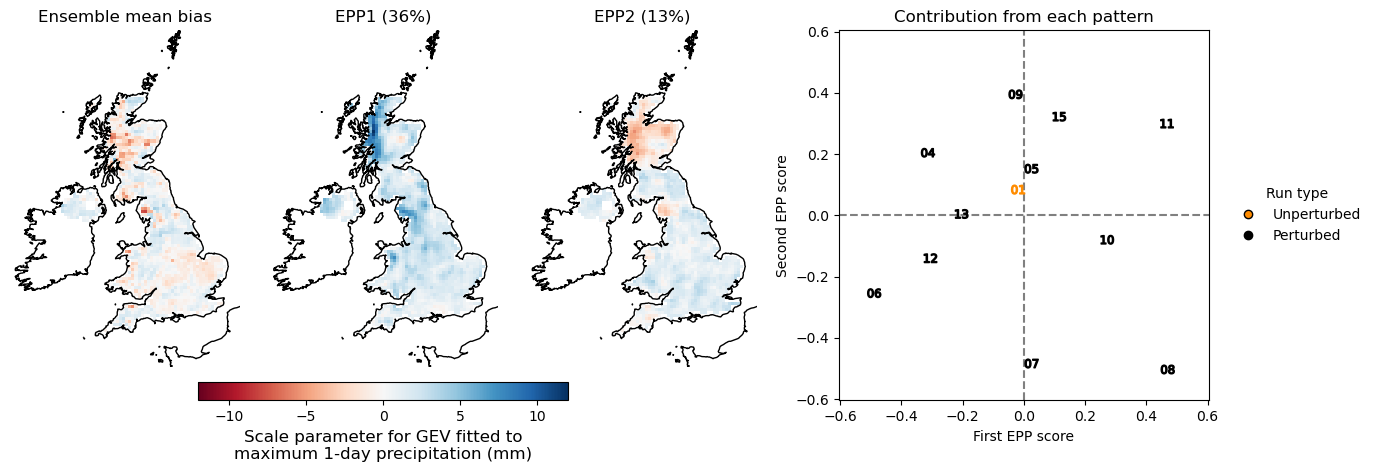 Ensemble mean bias
EPP1 (36%)
EPP2 (13%)
Contribution from each pattern
−10
−5
0
5
10
Scale parameter for GEV fitted to
maximum 1-day precipitation (mm)
Second EPP score
0.6
0.4
0.2
0.0
−0.2
−0.4
−0.6
09
15
11
04
05
01
13
10
12
06
07
08
−0.6
−0.4
−0.2
0.0
0.2
0.4
0.6
First EPP score
Run type
Unperturbed
Perturbed